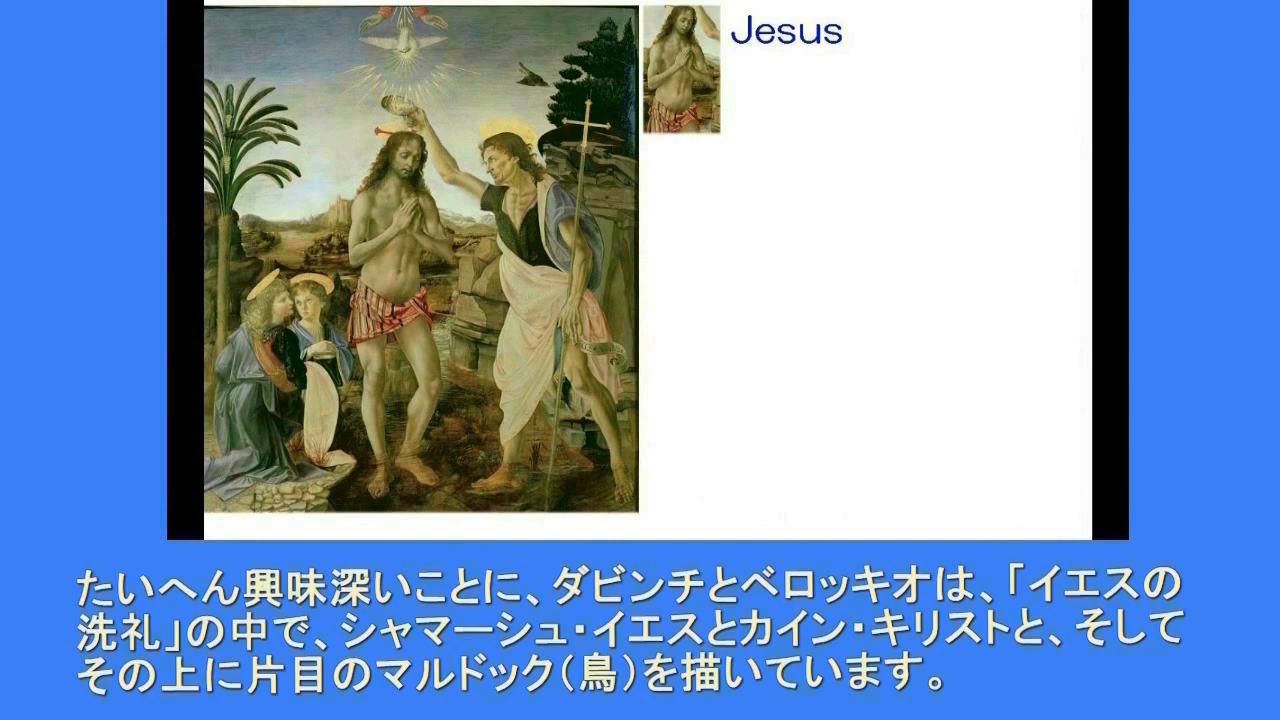 Jesus
たいへん興味深いことに、ダビンチとベロッキオは、「イエスの
洗礼」の中で、シャマーシュ・イエスとカイン・キリストと、そして
その上に片目のマルドック(鳥)を描いています。